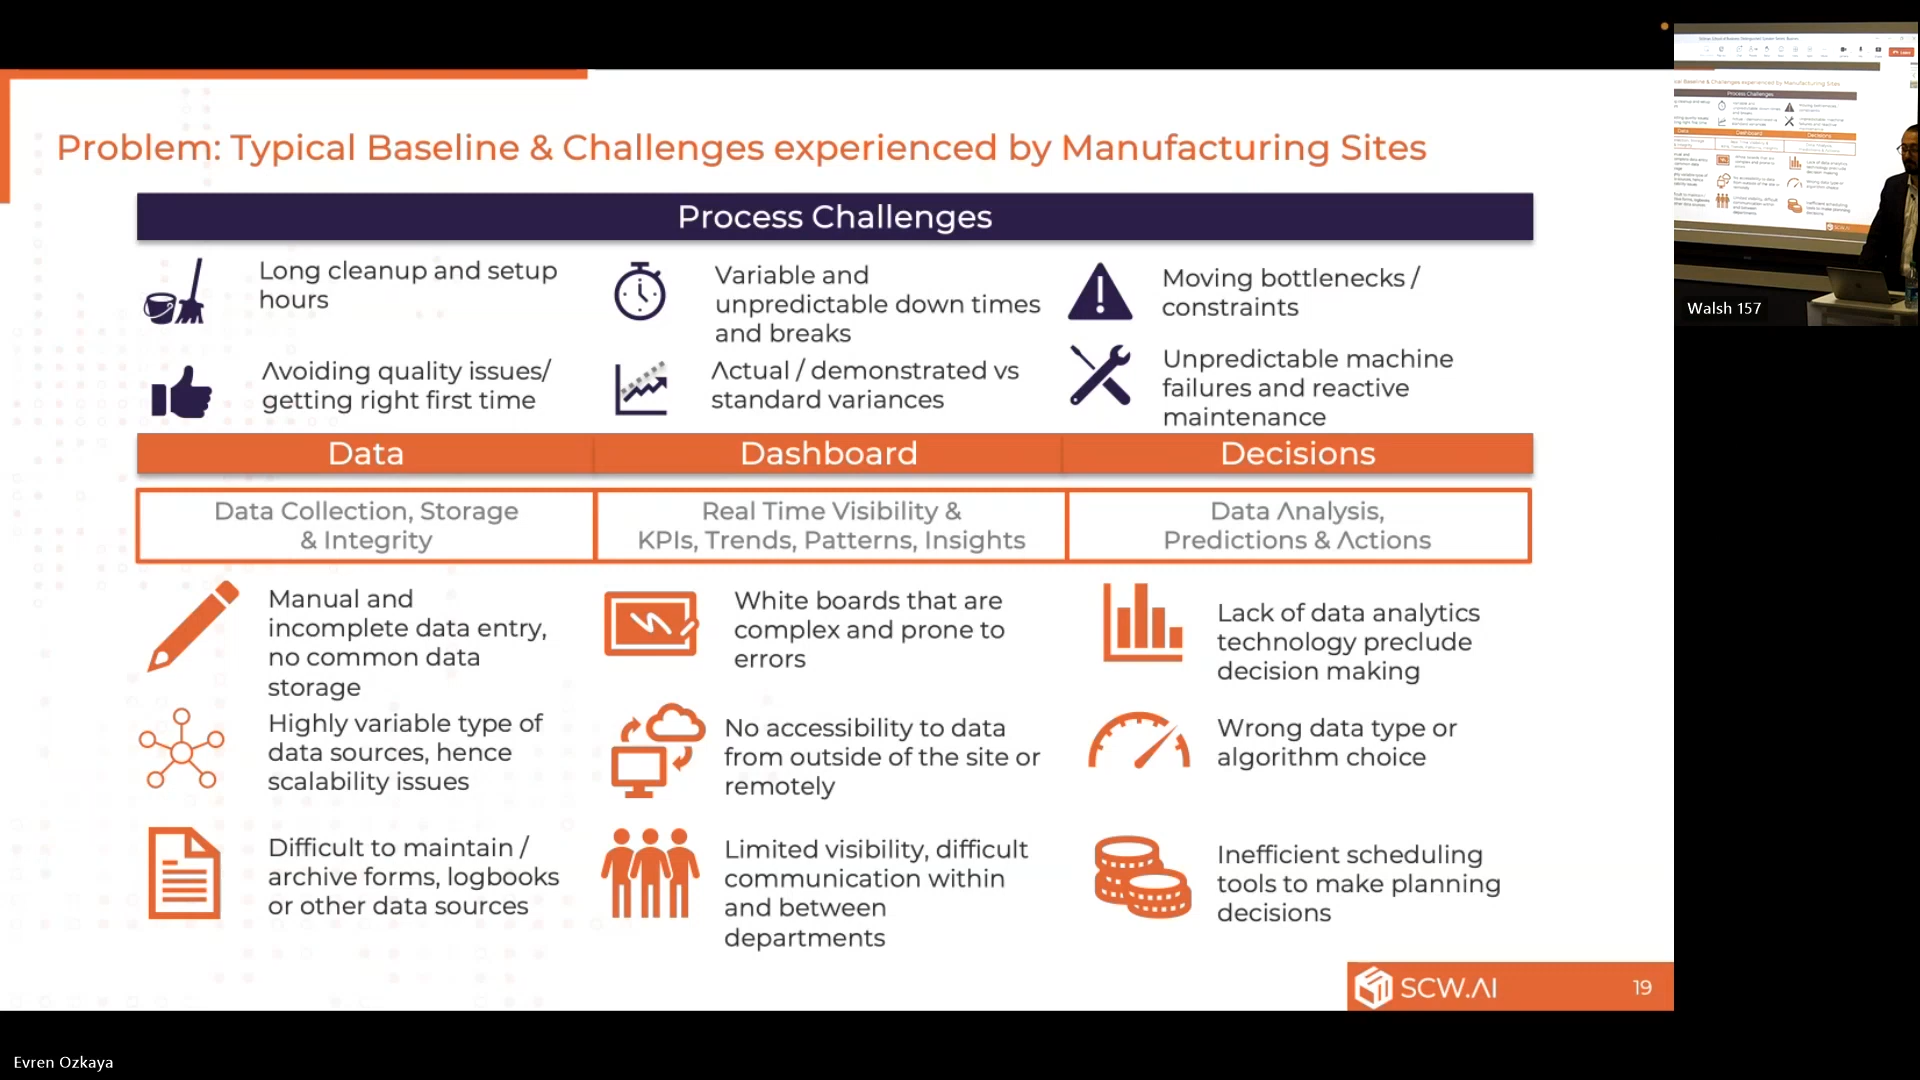 Problem: Typical Baseline & Challenges experienced by Manufacturing Sites
Process Challenges
Long cleanup and setup
hours
Variable and
unpredictable down times
and breaks
Moving bottlenecks /
constraints
Avoiding quality issues/
getting right first time
Actual / demonstrated vs
standard variances
Unpredictable machine
failures and reactive
maintenance
Data
Dashboard
Decisions
Data Collection, Storage
& Integrity
Real Time Visibility &
KPIs, Trends, Patterns, Insights
Data Analysis,
Predictions & Actions
Manual and
incomplete data entry,
no common data
storage
White boards that are
complex and prone to
errors
Lack of data analytics
technology preclude
decision making
Highly variable type of
data sources, hence
scalability issues
No accessibility to data
from outside of the site or
remotely
Wrong data type or
algorithm choice
Difficult to maintain /
archive forms, logbooks
or other data sources
Limited visibility, difficult
communication within
and between
departments
Inefficient scheduling
tools to make planning
decisions
SCW.AI
19
Walsh 157
Evren Ozkaya